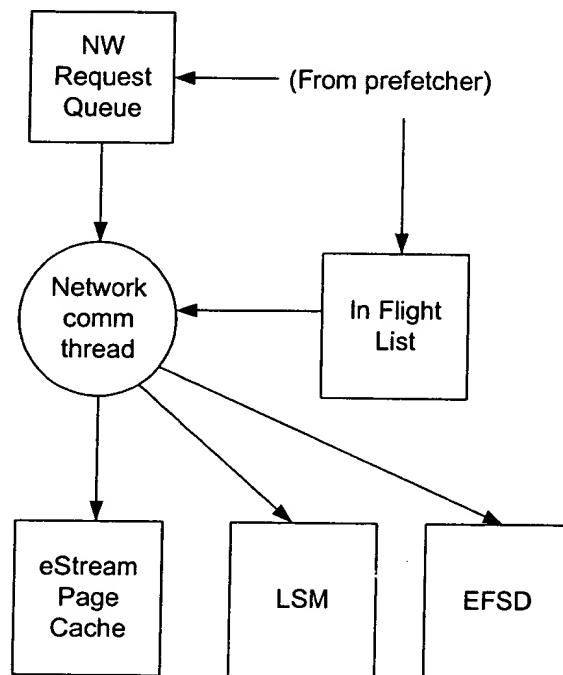 NW
Request
Queue
(From prefetcher)
Network
comm
thread
In Flight
List
eStream
Page
Cache
LSM
EFSD